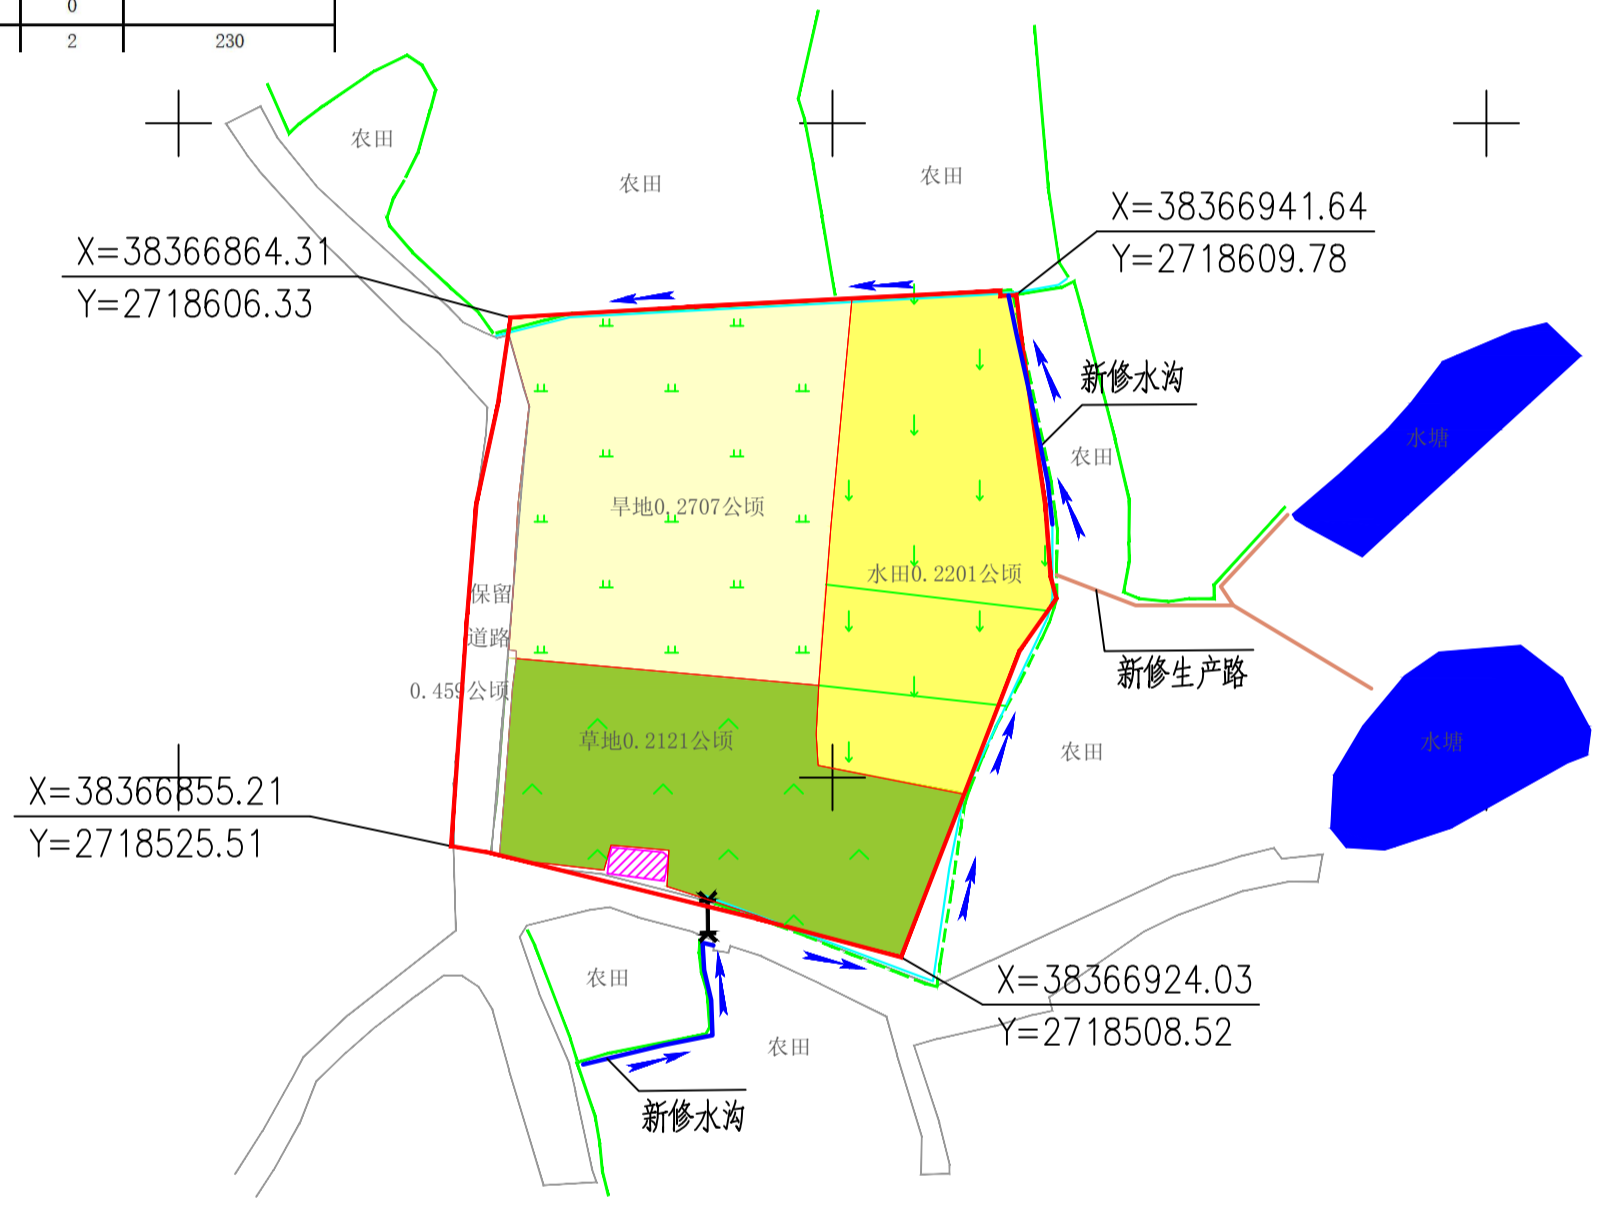 0
2 230
农田
农田
农田
X=38366941.64
Y=2718609.78
X=38366864.31
Y=2718606.33
新修水沟
水塘
农田
旱地0.2707公顷
水田0.2201公顷
保留
道路
0.459公顷
新修生产路
草地0.2121公顷
农田
水塘
X=38366855.21
Y=2718525.51
农田
X=38366924.03
Y=2718508.52
农田
新修水沟